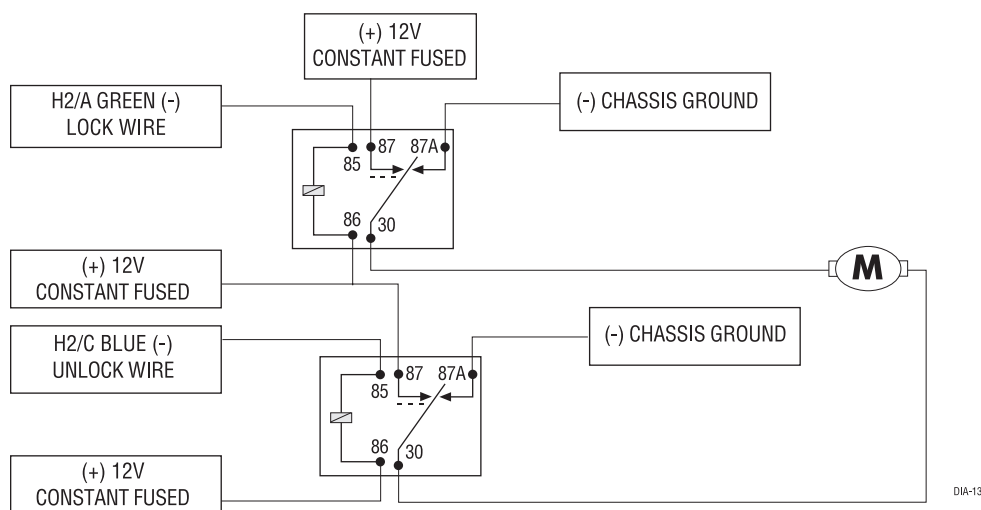 (+) 12V
CONSTANT FUSED
H2/A GREEN (-)
LOCK WIRE
(-) CHASSIS GROUND
85
87
87A
86
30
(+) 12V
CONSTANT FUSED
M
H2/C BLUE (-)
UNLOCK WIRE
(-) CHASSIS GROUND
85
87
87A
86
30
(+) 12V
CONSTANT FUSED
DIA-13